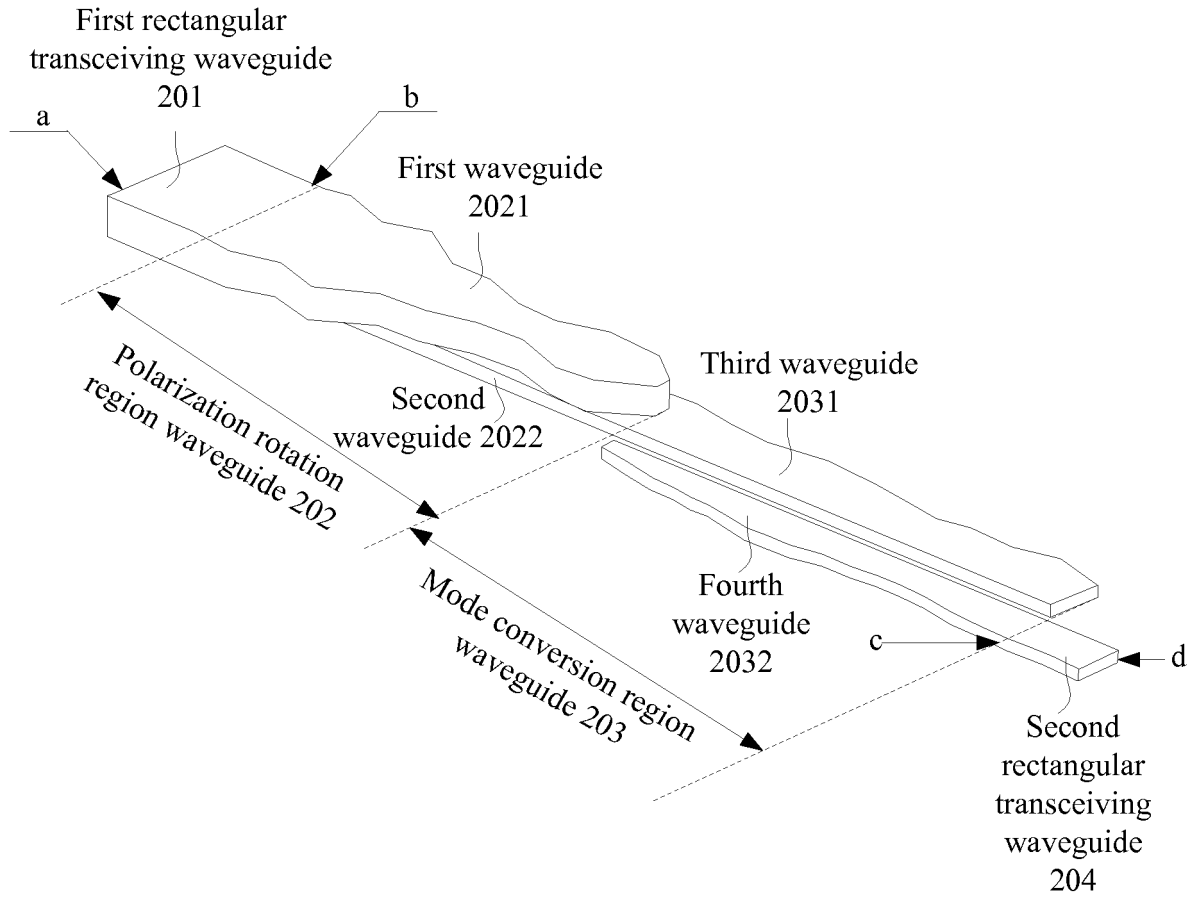 First rectangular
transceiving waveguide
201
a
b
First waveguide
2021
Third waveguide
2031
Second
waveguide 2022
Polarization rotation
region waveguide 202
Fourth
waveguide
2032
Mode conversion region
waveguide 203
c
d
Second
rectangular
transceiving
waveguide
204